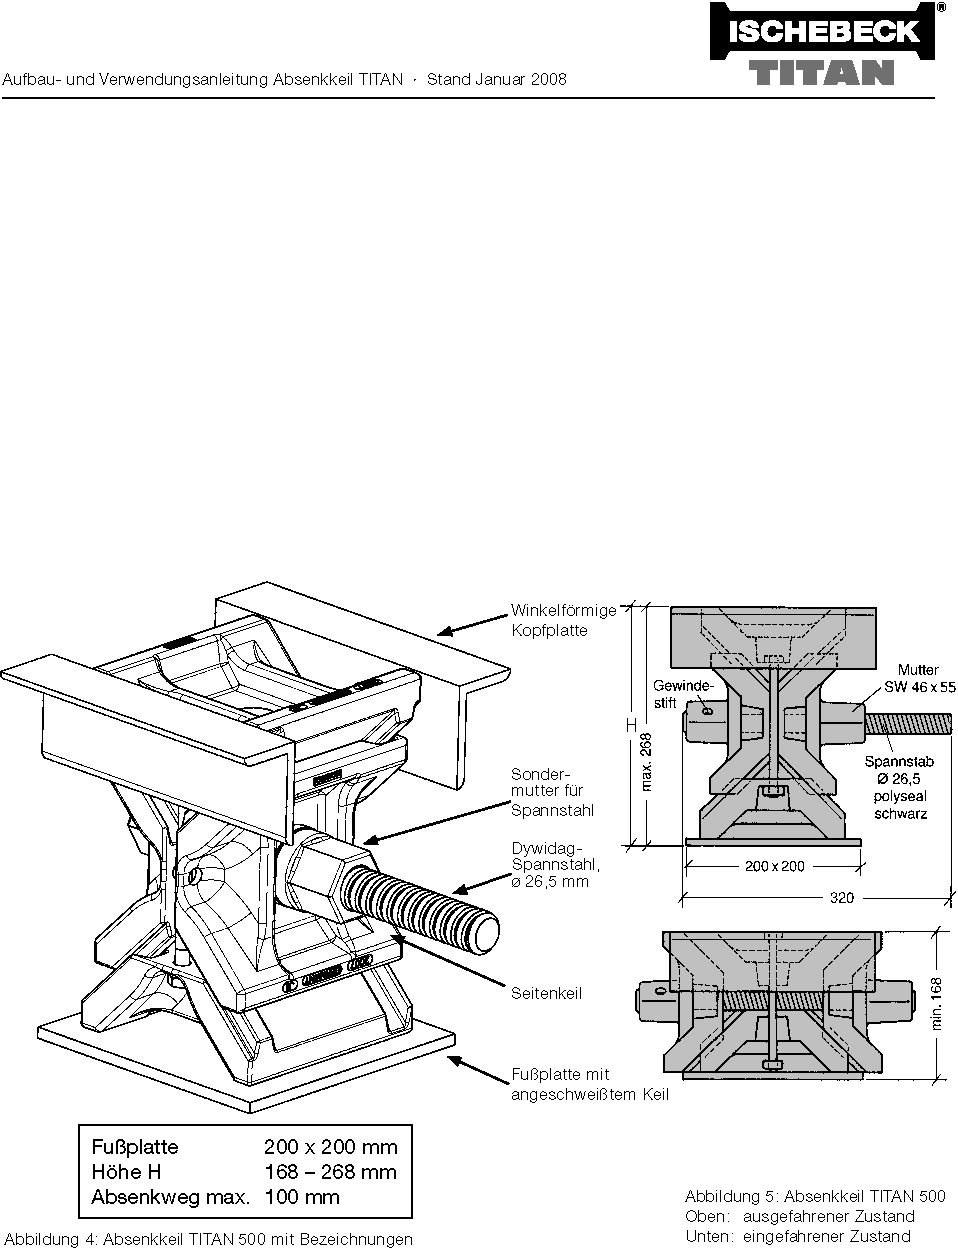 ISCHEBECK®
TITAN
Aufbau- und Verwendungsanleitung Absenkkeil TITAN · Stand Januar 2008
Winkelförmige
Kopfplatte
Sonder-
mutter für
Spannstahl
Dywidag-
Spannstahl,
ø 26,5 mm
Seitenkeil
Fußplatte mit
angeschweißtem Keil
Gewinde-
stift
H
max. 268
Mutter
SW 46 x 55
Spannstab
Ø 26,5
polyseal
schwarz
200 x 200
320
min. 168
Fußplatte 200 x 200 mm
Höhe H 168 – 268 mm
Absenkweg max. 100 mm
Abbildung 4: Absenkkeil TITAN 500 mit Bezeichnungen
Abbildung 5: Absenkkeil TITAN 500
Oben: ausgefahrener Zustand
Unten: eingefahrener Zustand